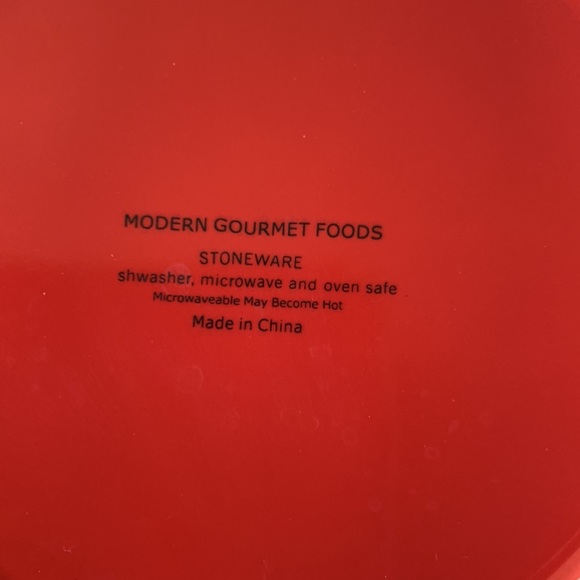 MODERN GOURMET FOODS
STONEWARE
shwasher, microwave and oven safe
Microwaveable May Become Hot
Made in China